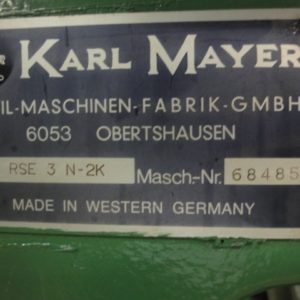 KARL MAYER
IL-MASCHINEN-FABRIK-GMBH
6053 OBERTSHAUSEN
RSE 3 N-2K Masch.-Nr. 68485
MADE IN WESTERN GERMANY